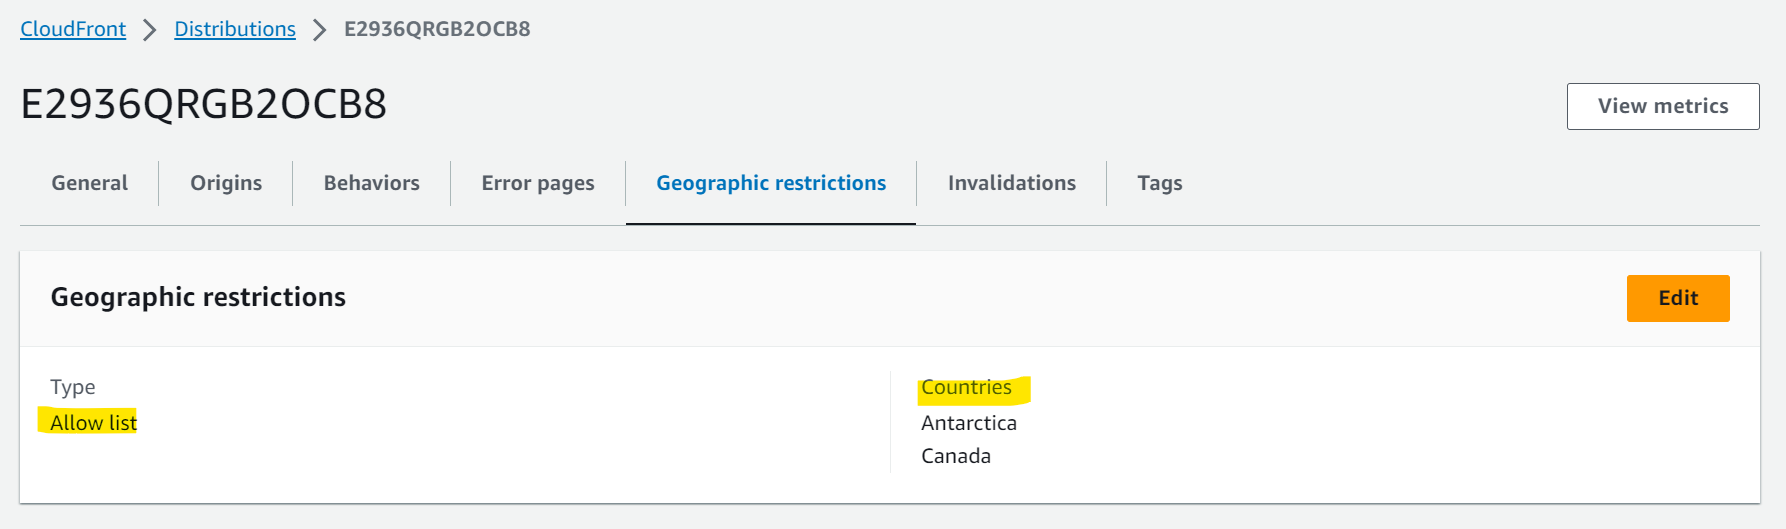 CloudFront > Distributions > E2936QRGB2OCB8
E2936QRGB2OCB8
View metrics
General Origins Behaviors Error pages Geographic restrictions Invalidations Tags
Geographic restrictions
Edit
Type
Allow list
Countries
Antarctica
Canada